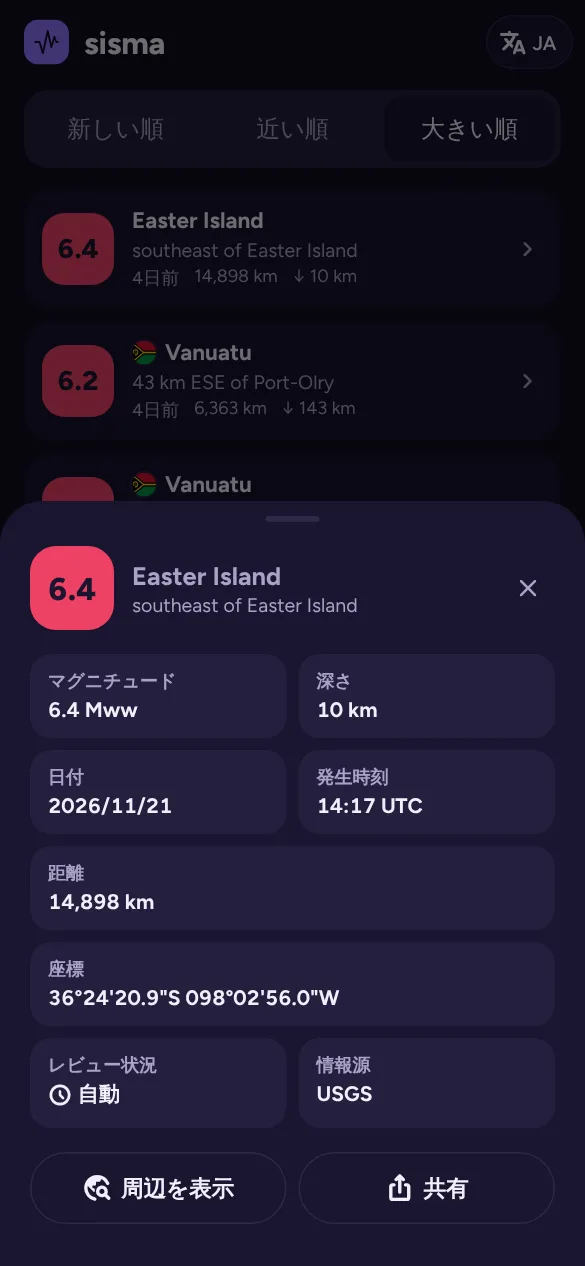 sisma
JA
新しい順
近い順
大きい順
6.4
Easter Island
southeast of Easter Island
4日前 14,898 km ↓ 10 km
6.2
Vanuatu
43 km ESE of Port-Olry
4日前 6,363 km ↓ 143 km
Vanuatu
6.4
Easter Island
southeast of Easter Island
マグニチュード
6.4 Mww
深さ
10 km
日付
2026/11/21
発生時刻
14:17 UTC
距離
14,898 km
座標
36°24'20.9"S 098°02'56.0"W
レビュー状況
自動
情報源
USGS
周辺を表示
共有